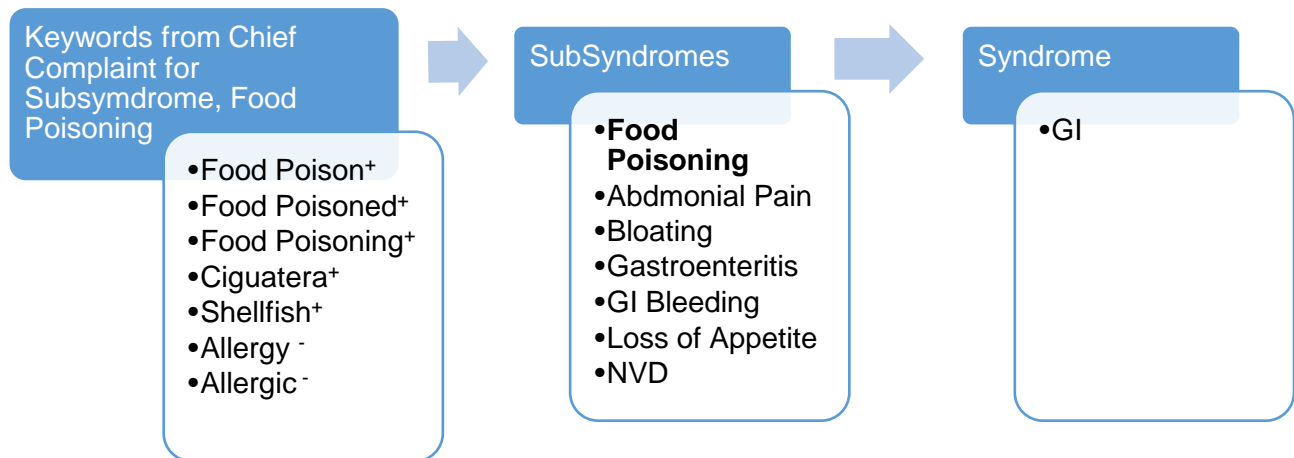 Keywords from Chief
Complaint for
Subsymdrome, Food
Poisoning
•Food Poison⁺
•Food Poisoned⁺
•Food Poisoning⁺
•Ciguatera⁺
•Shellfish⁺
•Allergy ⁻
•Allergic ⁻
SubSyndromes
•Food
Poisoning
•Abdmonial Pain
•Bloating
•Gastroenteritis
•GI Bleeding
•Loss of Appetite
•NVD
Syndrome
•GI